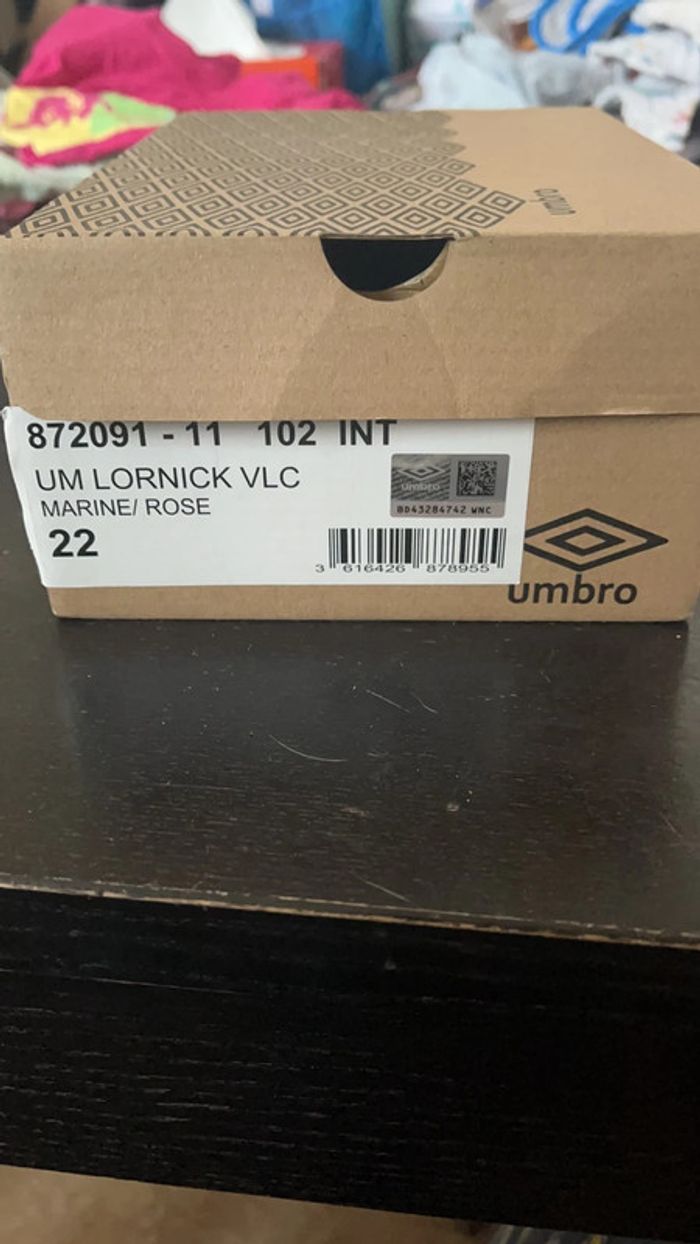 umbro
872091 - 11 102 INT
UM LORNICK VLC
MARINE/ ROSE
22
umbro
BD43284742 WNC
3 616426 878955
umbro